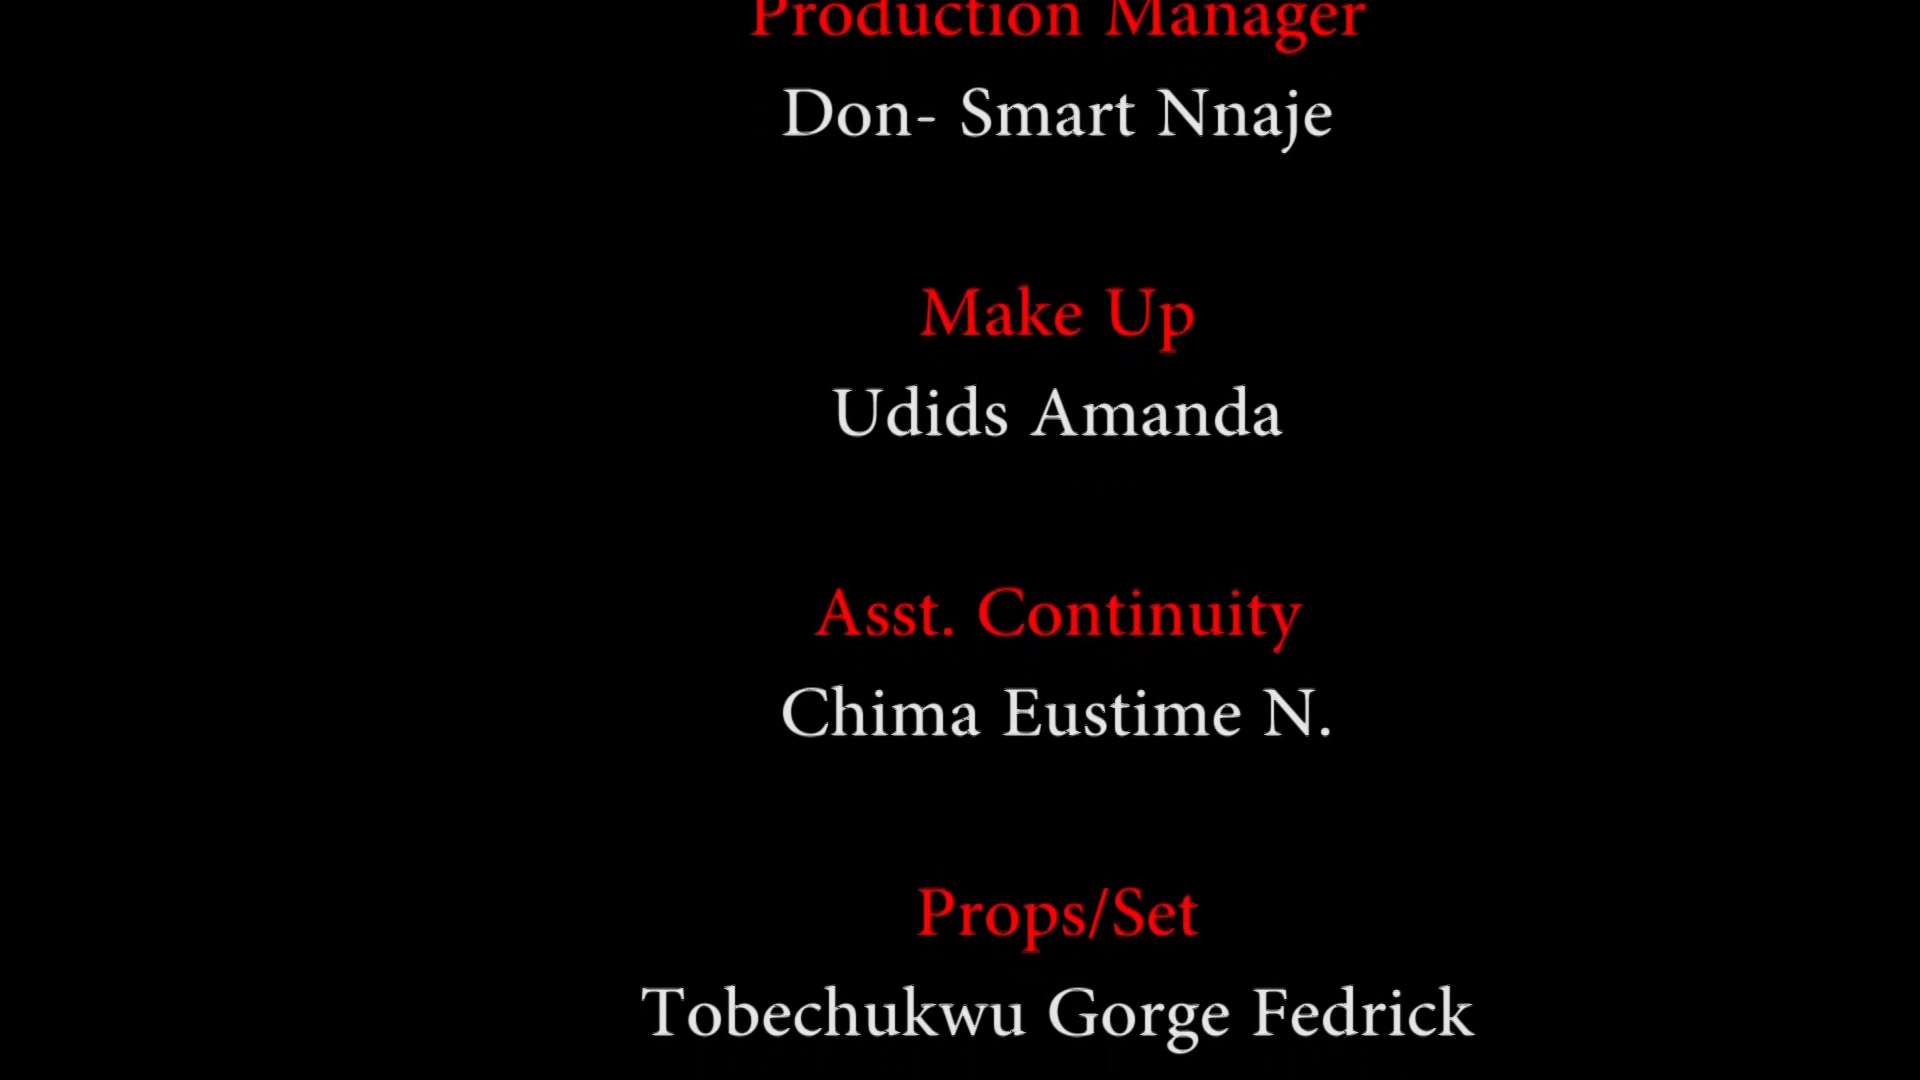 Production Manager
Don- Smart Nnaje
Make Up
Udids Amanda
Asst. Continuity
Chima Eustime N.
Props/Set
Tobechukwu Gorge Fedrick